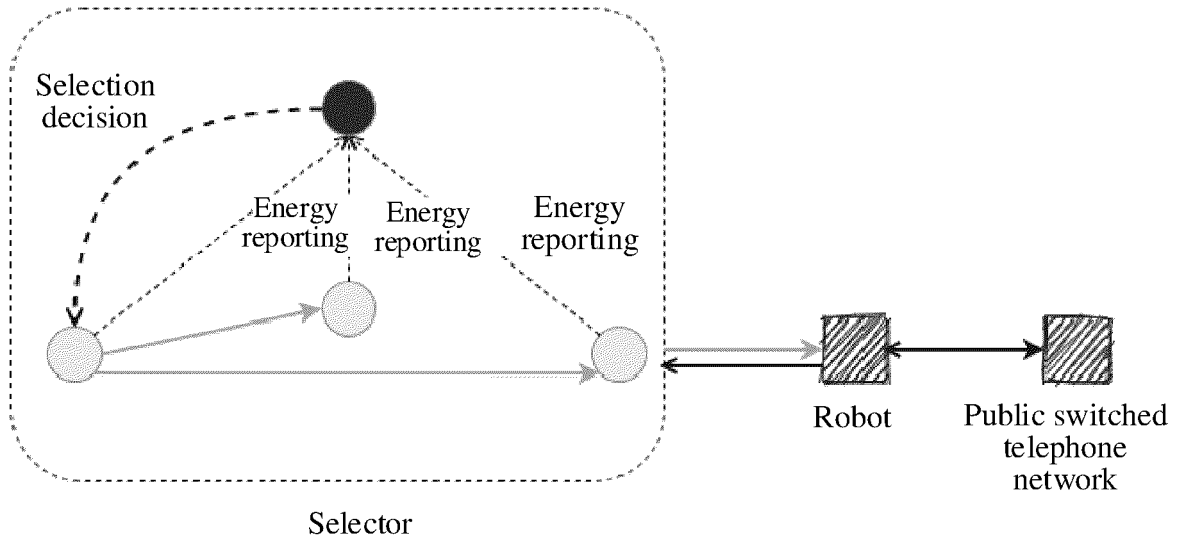 Selection
decision
Energy
reporting
Energy
reporting
Energy
reporting
Robot
Public switched
telephone
network
Selector